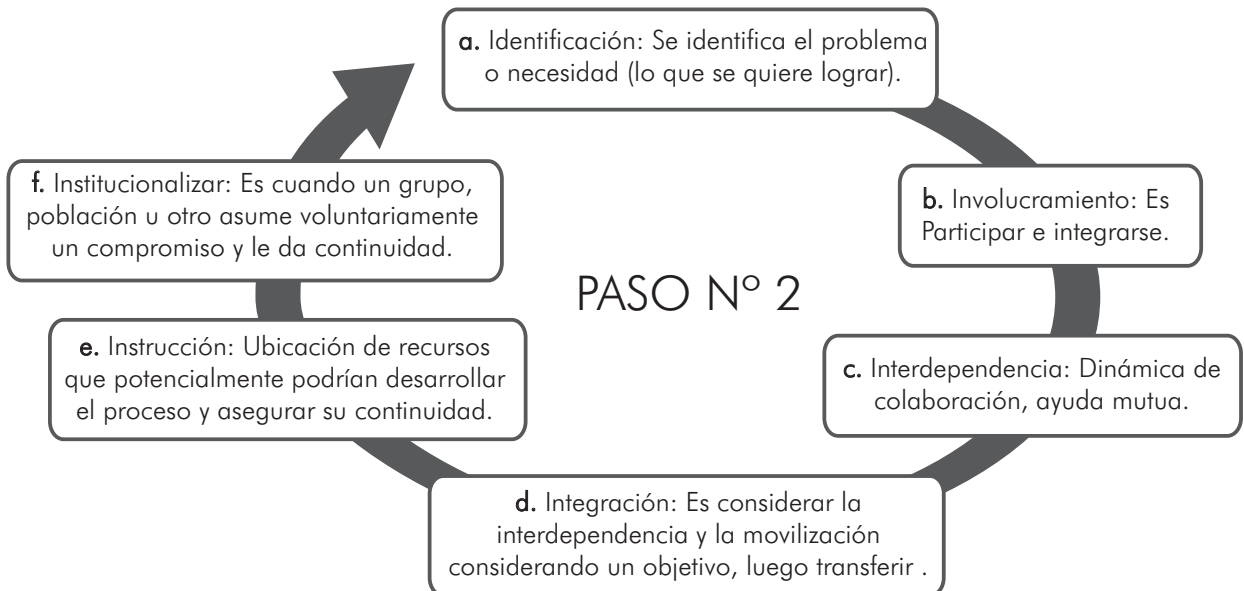 a. Identificación: Se identifica el problema
o necesidad (lo que se quiere lograr).
b. Involucramiento: Es
Participar e integrarse.
c. Interdependencia: Dinámica de
colaboración, ayuda mutua.
d. Integración: Es considerar la
interdependencia y la movilización
considerando un objetivo, luego transferir .
e. Instrucción: Ubicación de recursos
que potencialmente podrían desarrollar
el proceso y asegurar su continuidad.
f. Institucionalizar: Es cuando un grupo,
población u otro asume voluntariamente
un compromiso y le da continuidad.
PASO Nº 2